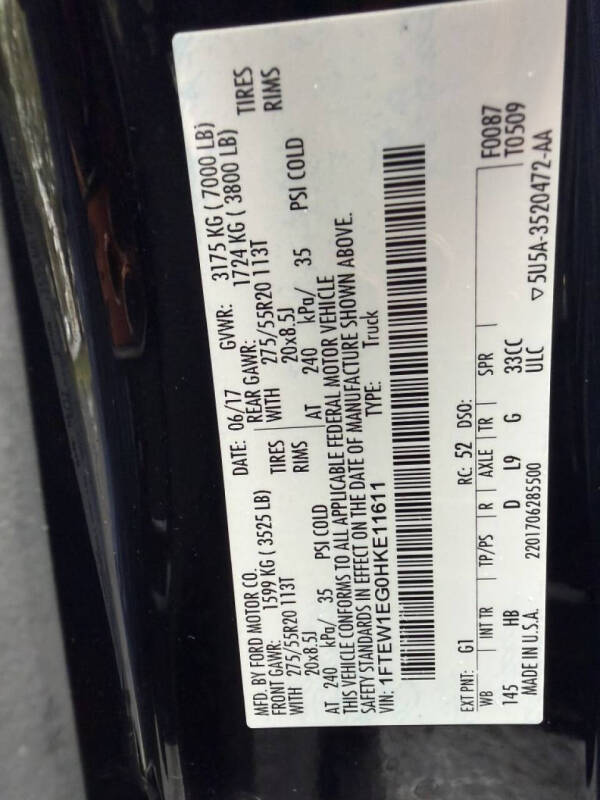 MFD. BY FORD MOTOR CO. DATE: 06/17 GVWR: 3175 KG ( 7000 LB)
FRONT GAWR: 1599 KG ( 3525 LB) REAR GAWR: 1724 KG ( 3800 LB)
WITH 275/55R20 113T TIRES WITH 275/55R20 113T TIRES
20x8.5J RIMS 20x8.5J RIMS
AT 240 kPa/ 35 PSI COLD AT 240 kPa/ 35 PSI COLD
THIS VEHICLE CONFORMS TO ALL APPLICABLE FEDERAL MOTOR VEHICLE
SAFETY STANDARDS IN EFFECT ON THE DATE OF MANUFACTURE SHOWN ABOVE.
VIN: 1FTEW1EG0HKE11611 TYPE: Truck
EXT PNT: G1 RC: 52 DSO: F0087
WB INT TR TP/PS R AXLE TR SPR T0509
145 HB D L9 G 33CC
MADE IN U.S.A. 2201706285500 ULC
▽ 5U5A-3520472-AA